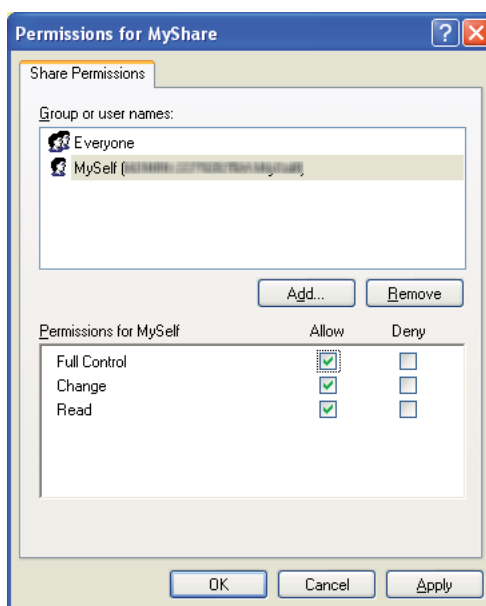 Permissions for MyShare
Share Permissions
Group or user names:
Everyone
MySelf (
Add... Remove
Permissions for MySelf Allow Deny
Full Control
Change
Read
OK Cancel Apply